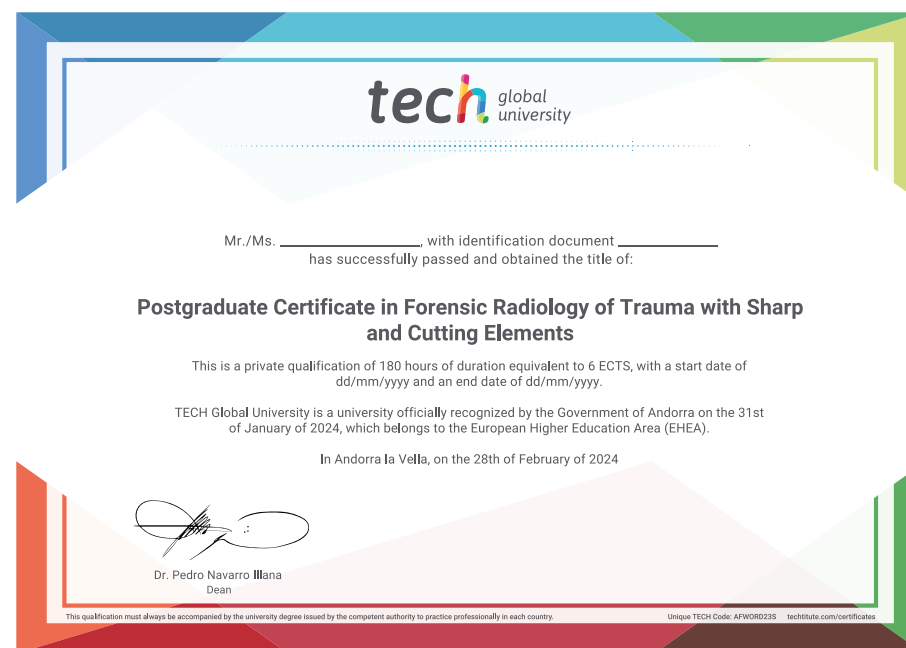 tech global
university
Mr./Ms. ____________________, with identification document ______________
has successfully passed and obtained the title of:
Postgraduate Certificate in Forensic Radiology of Trauma with Sharp
and Cutting Elements
This is a private qualification of 180 hours of duration equivalent to 6 ECTS, with a start date of
dd/mm/yyyy and an end date of dd/mm/yyyy.
TECH Global University is a university officially recognized by the Government of Andorra on the 31st
of January of 2024, which belongs to the European Higher Education Area (EHEA).
In Andorra la Vella, on the 28th of February of 2024
Dr. Pedro Navarro Illana
Dean
This qualification must always be accompanied by the university degree issued by the competent authority to practice professionally in each country.
Unique TECH Code: AFWORD23S techtitute.com/certificates